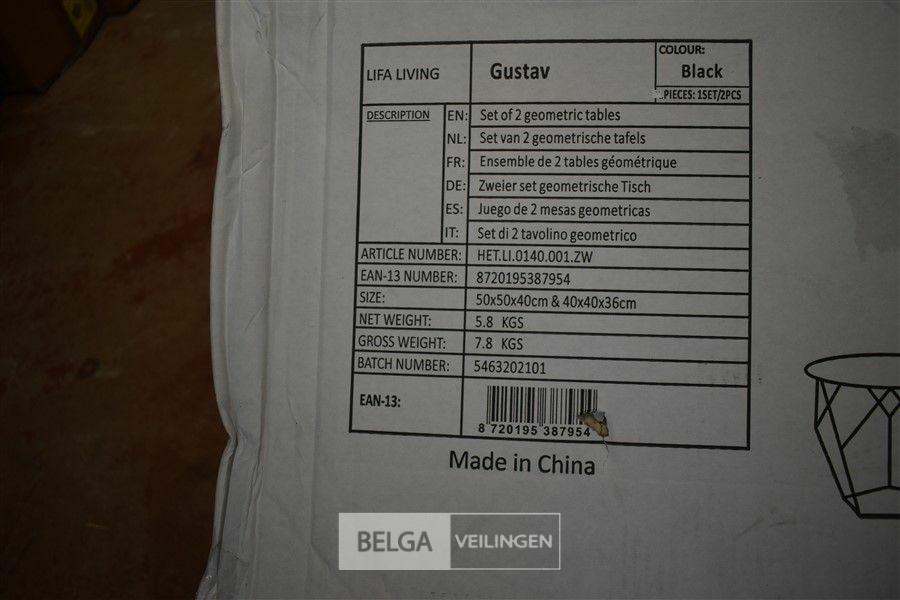 LIFA LIVING
Gustav
COLOUR:
Black
PIECES: 1SET/2PCS
DESCRIPTION
EN: Set of 2 geometric tables
NL: Set van 2 geometrische tafels
FR: Ensemble de 2 tables géométrique
DE: Zweier set geometrische Tisch
ES: Juego de 2 mesas geometricas
IT: Set di 2 tavolino geometrico
ARTICLE NUMBER: HET.LI.0140.001.ZW
EAN-13 NUMBER: 8720195387954
SIZE: 50x50x40cm & 40x40x36cm
NET WEIGHT: 5.8 KGS
GROSS WEIGHT: 7.8 KGS
BATCH NUMBER: 5463202101
EAN-13:
8 720195 387954
Made in China
BELGA VEILINGEN